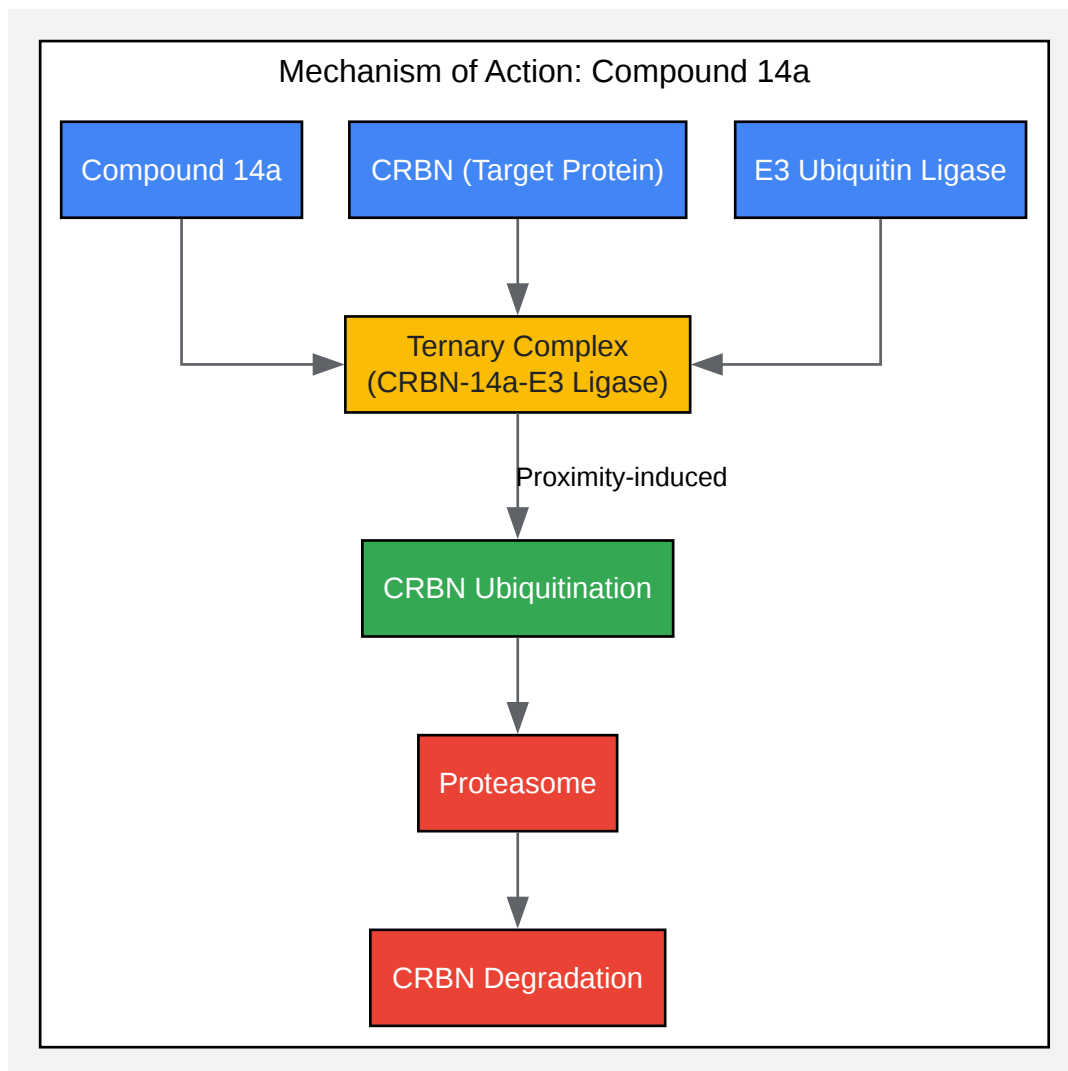 Mechanism of Action: Compound 14a
Compound 14a
CRBN (Target Protein)
E3 Ubiquitin Ligase
Ternary Complex
(CRBN-14a-E3 Ligase)
Proximity-induced
CRBN Ubiquitination
Proteasome
CRBN Degradation